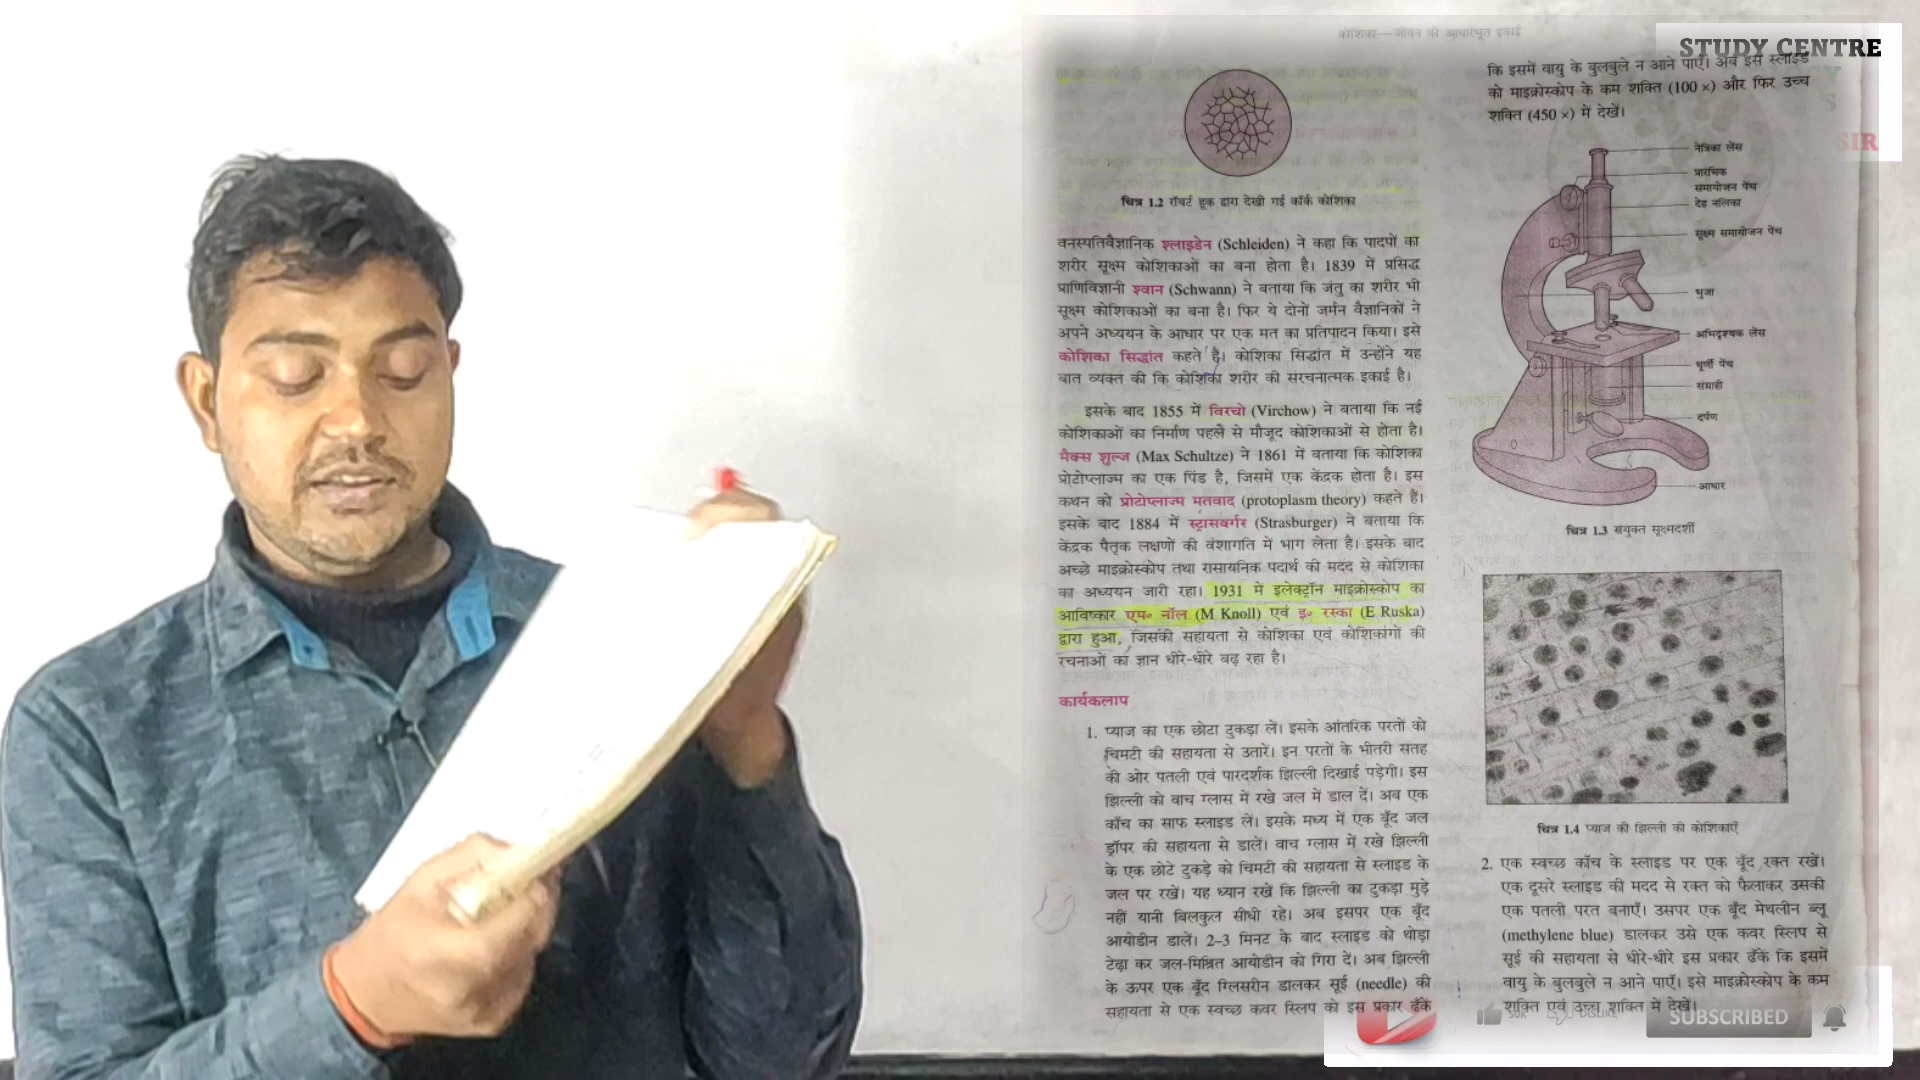 कोशिका—जीवन की आधारभूत इकाई
STUDY CENTRE
SIR
चित्र 1.2 रॉबर्ट हूक द्वारा देखी गई कॉर्क कोशिका
वनस्पतिवैज्ञानिक श्लाइडेन (Schleiden) ने कहा कि पादपों का
शरीर सूक्ष्म कोशिकाओं का बना होता है। 1839 में प्रसिद्ध
प्राणिविज्ञानी श्वान (Schwann) ने बताया कि जंतु का शरीर भी
सूक्ष्म कोशिकाओं का बना है। फिर ये दोनों जर्मन वैज्ञानिकों ने
अपने अध्ययन के आधार पर एक मत का प्रतिपादन किया। इसे
कोशिका सिद्धांत कहते हैं। कोशिका सिद्धांत में उन्होंने यह
बात व्यक्त की कि कोशिका शरीर की संरचनात्मक इकाई है।
इसके बाद 1855 में विरचो (Virchow) ने बताया कि नई
कोशिकाओं का निर्माण पहले से मौजूद कोशिकाओं से होता है।
मैक्स शुल्ज (Max Schultze) ने 1861 में बताया कि कोशिका
प्रोटोप्लाज्म का एक पिंड है, जिसमें एक केंद्रक होता है। इस
कथन को प्रोटोप्लाज्म मतवाद (protoplasm theory) कहते हैं।
इसके बाद 1884 में स्ट्रासबर्गर (Strasburger) ने बताया कि
केंद्रक पैतृक लक्षणों की वंशागति में भाग लेता है। इसके बाद
अच्छे माइक्रोस्कोप तथा रासायनिक पदार्थ की मदद से कोशिका
का अध्ययन जारी रहा। 1931 में इलेक्ट्रॉन माइक्रोस्कोप का
आविष्कार एम० नॉल (M Knoll) एवं इ० रस्का (E Ruska)
द्वारा हुआ, जिसकी सहायता से कोशिका एवं कोशिकांगों की
रचनाओं का ज्ञान धीरे-धीरे बढ़ रहा है।
कार्यकलाप
1. प्याज का एक छोटा टुकड़ा लें। इसके आंतरिक परतों को
चिमटी की सहायता से उतारें। इन परतों के भीतरी सतह
की ओर पतली एवं पारदर्शक झिल्ली दिखाई पड़ेगी। इस
झिल्ली को वाच ग्लास में रखे जल में डाल दें। अब एक
काँच का साफ स्लाइड लें। इसके मध्य में एक बूँद जल
ड्रॉपर की सहायता से डालें। वाच ग्लास में रखे झिल्ली
के एक छोटे टुकड़े को चिमटी की सहायता से स्लाइड के
जल पर रखें। यह ध्यान रखें कि झिल्ली का टुकड़ा मुड़े
नहीं यानी बिलकुल सीधी रहे। अब इसपर एक बूँद
आयोडीन डालें। 2–3 मिनट के बाद स्लाइड को थोड़ा
टेढ़ा कर जल-मिश्रित आयोडीन को गिरा दें। अब झिल्ली
के ऊपर एक बूँद ग्लिसरीन डालकर सूई (needle) की
सहायता से एक स्वच्छ कवर स्लिप को इस प्रकार ढँकें
कि इसमें वायु के बुलबुले न आने पाएँ। अब इस स्लाइड
को माइक्रोस्कोप के कम शक्ति (100 ×) और फिर उच्च
शक्ति (450 ×) में देखें।
नेत्रिका लेंस
प्रारंभिक
समायोजन पेंच
देह नलिका
सूक्ष्म समायोजन पेंच
भुजा
अभिदृश्यक लेंस
घूर्णी पेंच
संग्राही
दर्पण
आधार
चित्र 1.3 संयुक्त सूक्ष्मदर्शी
चित्र 1.4 प्याज की झिल्ली की कोशिकाएँ
2. एक स्वच्छ काँच के स्लाइड पर एक बूँद रक्त रखें।
एक दूसरे स्लाइड की मदद से रक्त को फैलाकर उसकी
एक पतली परत बनाएँ। उसपर एक बूँद मेथलीन ब्लू
(methylene blue) डालकर उसे एक कवर स्लिप से
सूई की सहायता से धीरे-धीरे इस प्रकार ढँकें कि इसमें
वायु के बुलबुले न आने पाएँ। इसे माइक्रोस्कोप के कम
शक्ति एवं उच्च शक्ति में देखें।
DISLIKE
SUBSCRIBED